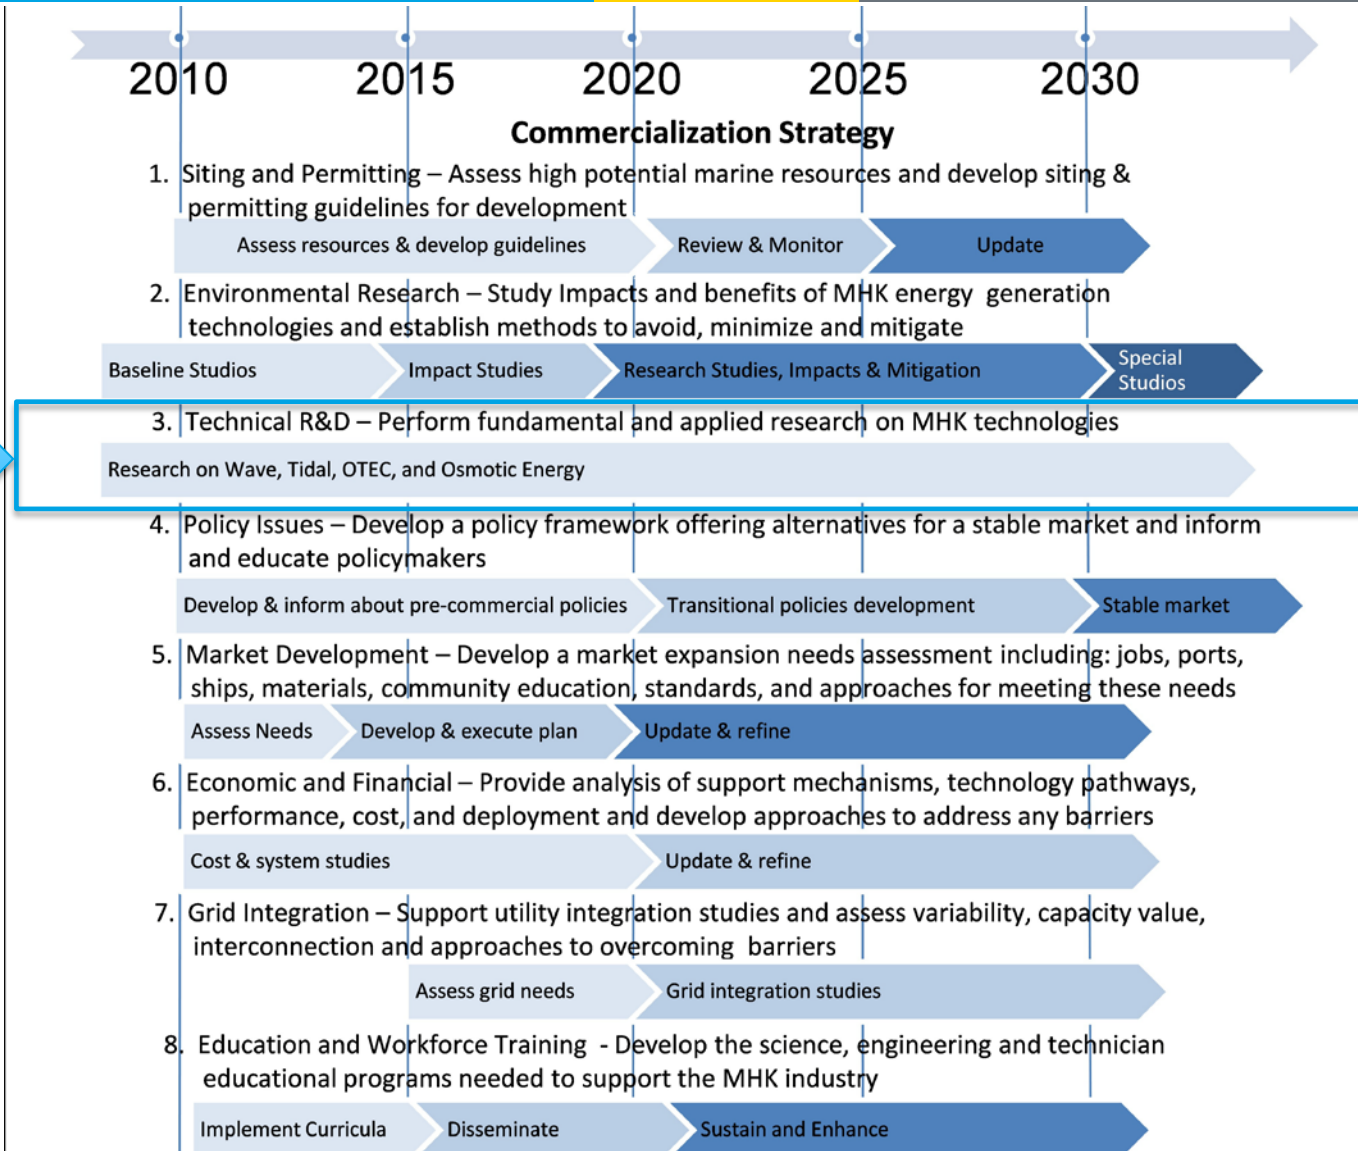 2010 2015 2020 2025 2030
Commercialization Strategy
1. Siting and Permitting – Assess high potential marine resources and develop siting &
permitting guidelines for development
Assess resources & develop guidelines Review & Monitor Update
2. Environmental Research – Study Impacts and benefits of MHK energy generation
technologies and establish methods to avoid, minimize and mitigate
Baseline Studios Impact Studies Research Studies, Impacts & Mitigation Special
Studios
3. Technical R&D – Perform fundamental and applied research on MHK technologies
Research on Wave, Tidal, OTEC, and Osmotic Energy
4. Policy Issues – Develop a policy framework offering alternatives for a stable market and inform
and educate policymakers
Develop & inform about pre-commercial policies Transitional policies development Stable market
5. Market Development – Develop a market expansion needs assessment including: jobs, ports,
ships, materials, community education, standards, and approaches for meeting these needs
Assess Needs Develop & execute plan Update & refine
6. Economic and Financial – Provide analysis of support mechanisms, technology pathways,
performance, cost, and deployment and develop approaches to address any barriers
Cost & system studies Update & refine
7. Grid Integration – Support utility integration studies and assess variability, capacity value,
interconnection and approaches to overcoming barriers
Assess grid needs Grid integration studies
8. Education and Workforce Training - Develop the science, engineering and technician
educational programs needed to support the MHK industry
Implement Curricula Disseminate Sustain and Enhance